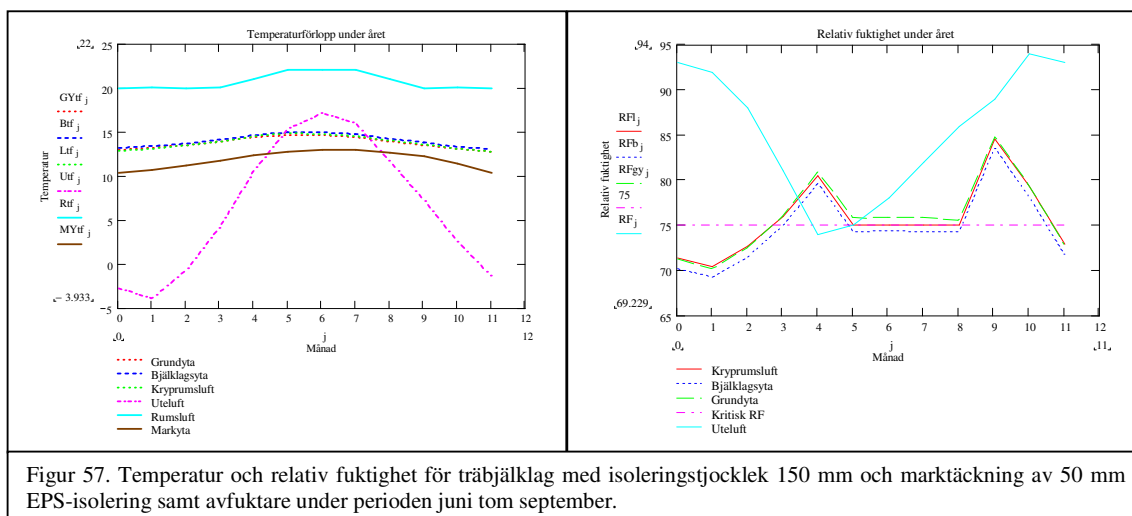 Temperaturförlopp under året
22
25
20
15
10
5
0
−5
− 3.933
Temperatur
GYtf j
Btf j
Ltf j
Utf j
Rtf j
MYtf j
0 1 2 3 4 5 6 7 8 9 10 11 12
0 j 12
Månad
Grundyta
Bjälklagsyta
Kryprumsluft
Uteluft
Rumsluft
Markyta
Relativ fuktighet under året
94
95
90
85
80
75
70
65
69.229
Relativ fuktighet
RFl j
RFb j
RFgy j
75
RF j
0 1 2 3 4 5 6 7 8 9 10 11 12
0 j 11
Månad
Kryprumsluft
Bjälklagsyta
Grundyta
Kritisk RF
Uteluft
Figur 57. Temperatur och relativ fuktighet för träbjälklag med isoleringstjocklek 150 mm och marktäckning av 50 mm
EPS-isolering samt avfuktare under perioden juni tom september.